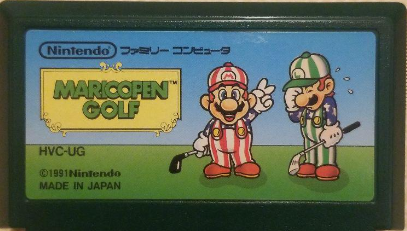 Nintendo ファミリー コンピュータ
MARIO OPEN™
GOLF
HVC-UG
©1991 Nintendo
MADE IN JAPAN